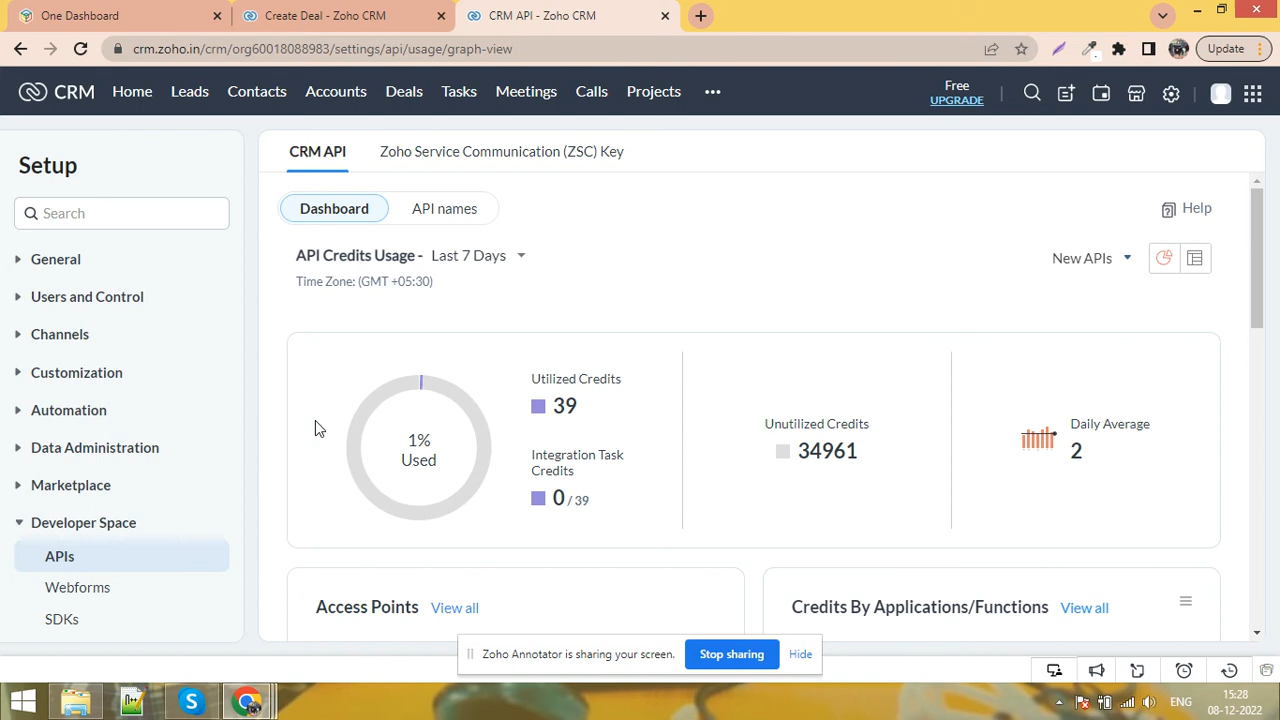 One Dashboard
Create Deal - Zoho CRM
CRM API - Zoho CRM
crm.zoho.in/crm/org60018088983/settings/api/usage/graph-view
Update
CRM Home Leads Contacts Accounts Deals Tasks Meetings Calls Projects
Free
UPGRADE
Setup
Search
General
Users and Control
Channels
Customization
Automation
Data Administration
Marketplace
Developer Space
APIs
Webforms
SDKs
CRM API
Zoho Service Communication (ZSC) Key
Dashboard
API names
Help
API Credits Usage - Last 7 Days
Time Zone: (GMT +05:30)
New APIs
1%
Used
Utilized Credits
39
Integration Task
Credits
0 / 39
Unutilized Credits
34961
Daily Average
2
Access Points View all
Credits By Applications/Functions View all
Zoho Annotator is sharing your screen. Stop sharing Hide
ENG
15:28
08-12-2022